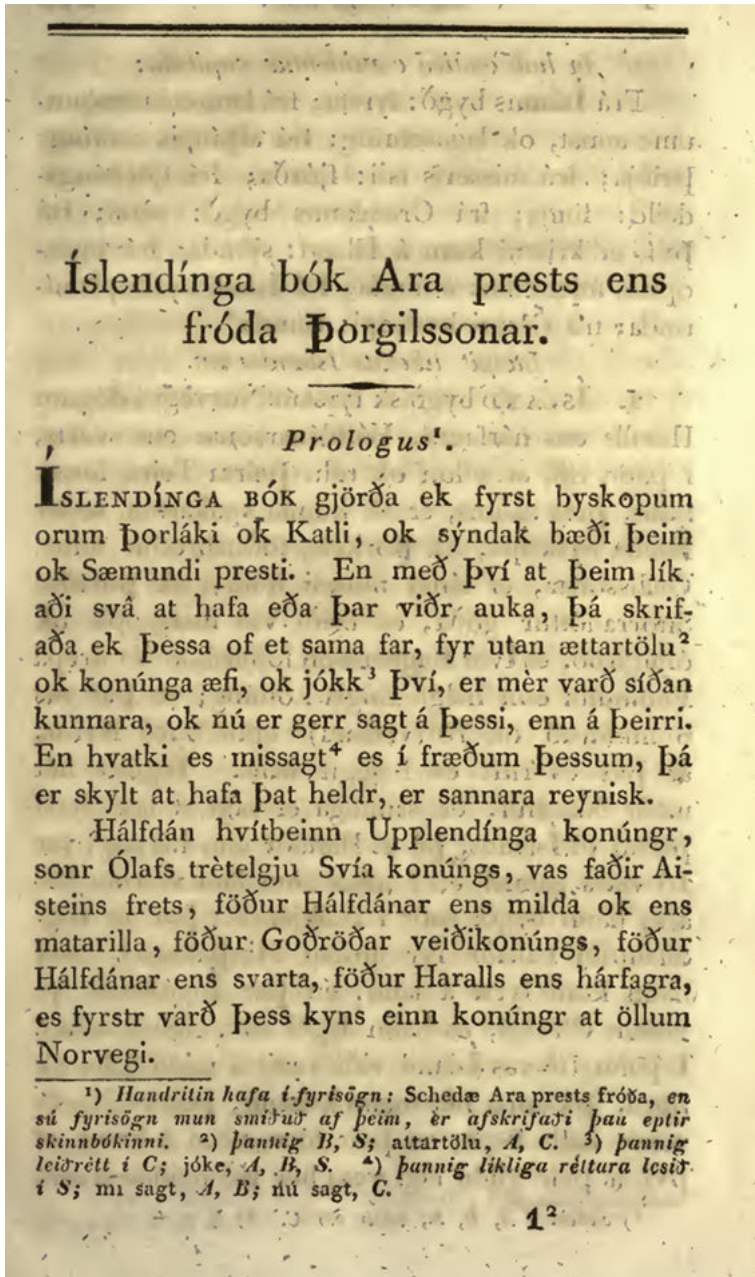 Íslendínga bók Ara prests ens
fróda Þorgilssonar.
Prologus¹.
ÍSLENDÍNGA BÓK gjörða ek fyrst byskopum
orum Þorláki ok Katli, ok sýndak bæði þeim
ok Sæmundi presti. En með því at þeim lík-
aði svâ at hafa eða þar viðr auka, þá skrif-
aða ek þessa of et sama far, fyr utan ættartölu²
ok konúnga æfi, ok jókk³ því, er mèr varð síðan
kunnara, ok nú er gerr sagt á þessi, enn á þeirri.
En hvatki es missagt⁴ es í fræðum þessum, þá
er skylt at hafa þat heldr, er sannara reynisk.
Hálfdán hvítbeinn Upplendínga konúngr,
sonr Ólafs trètelgju Svía konúngs, vas faðir Ai-
steins frets, föður Hálfdánar ens milda ok ens
matarilla, föður Goðröðar veiðikonúngs, föður
Hálfdánar ens svarta, föður Haralls ens hárfagra,
es fyrstr varð þess kyns einn konúngr at öllum
Norvegi.
¹) Handritin hafa í fyrisögn: Schedæ Ara prests fróða, en
sú fyrisögn mun smiðuð af þeim, èr afskrifaði þau eptir
skinnbókinni. ²) þannig B, S; attartölu, A, C. ³) þannig
leiðrètt í C; jóke, A, B, S. ⁴) þannig líkliga rèttara lesið
í S; mi sagt, A, B; nú sagt, C.
1²